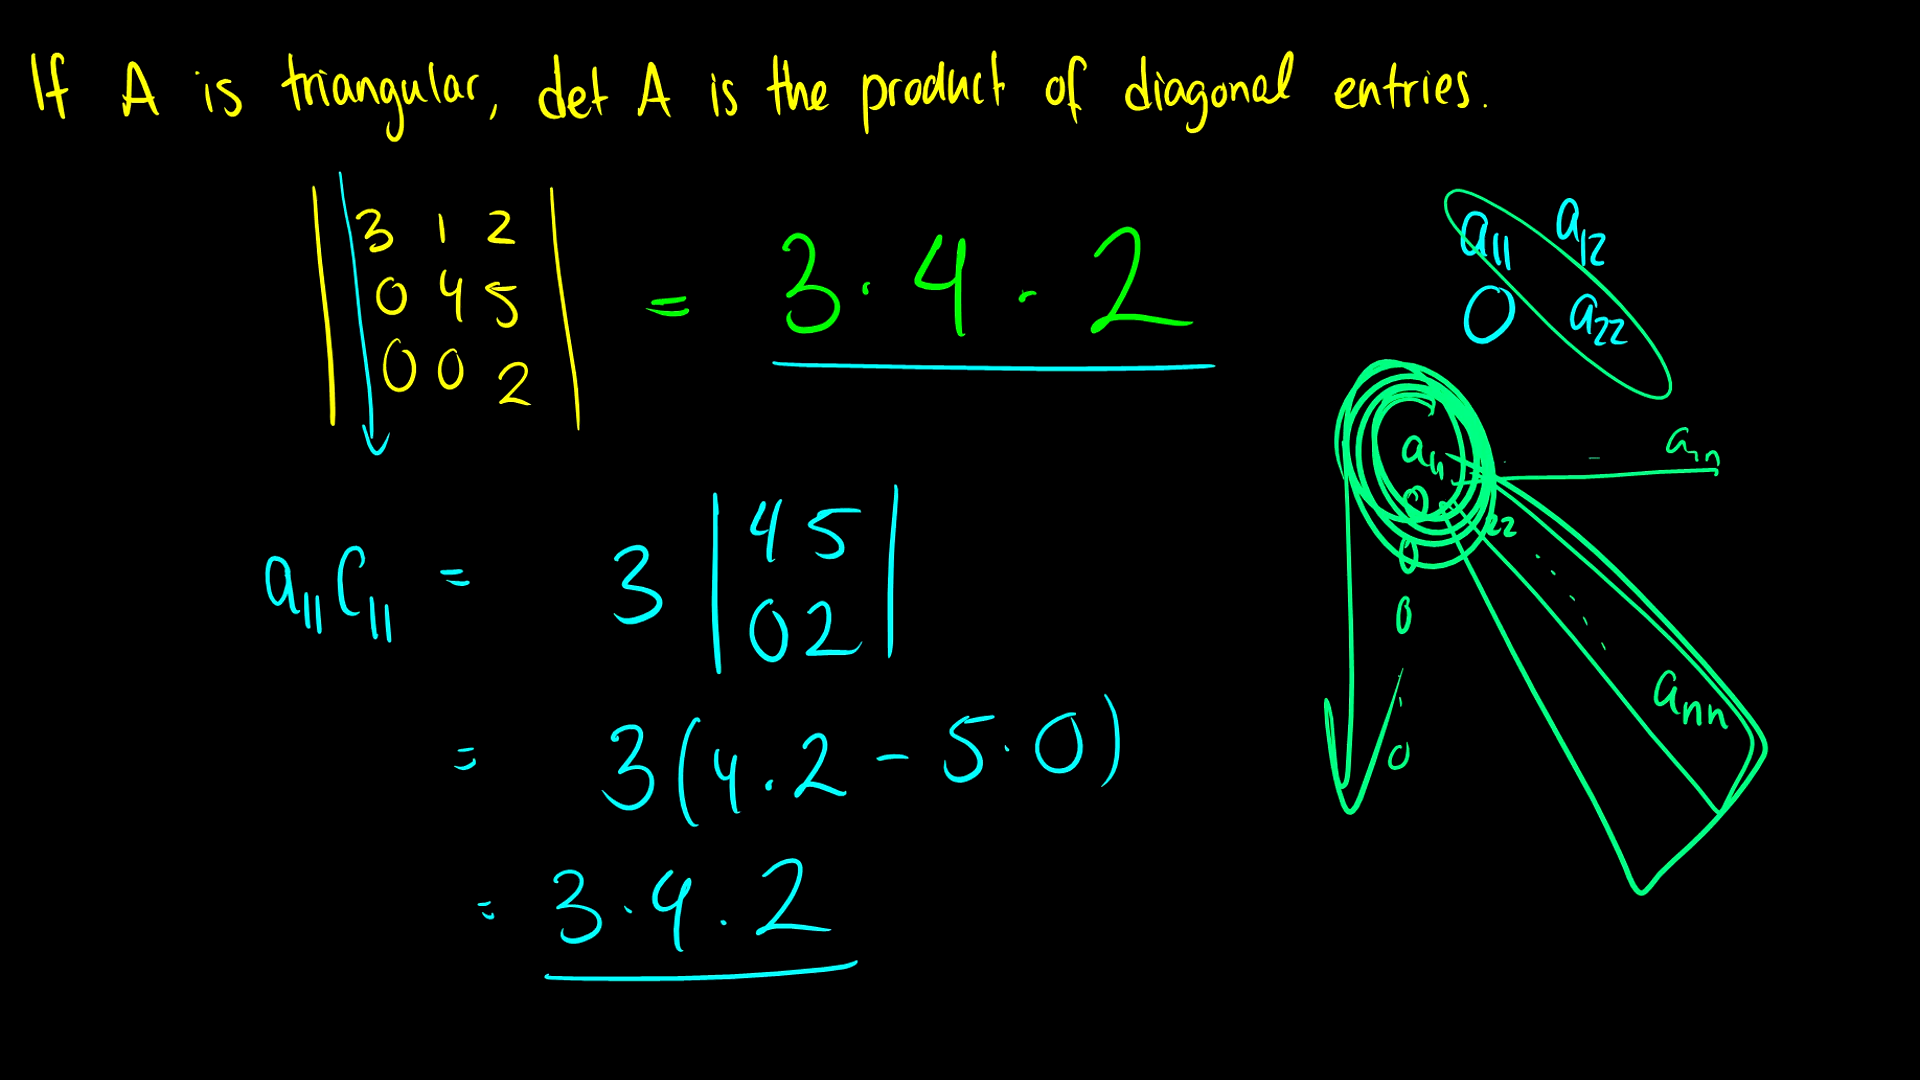 If A is triangular, det A is the product of diagonal entries.
3 1 2
0 4 5
0 0 2
= 3 · 4 · 2
a11 a12
0 a22
a11 a1n
0 22
0
0
ann
0
a11 C11 = 3 | 4 5
0 2 |
= 3(4 · 2 - 5 · 0)
= 3 · 4 · 2